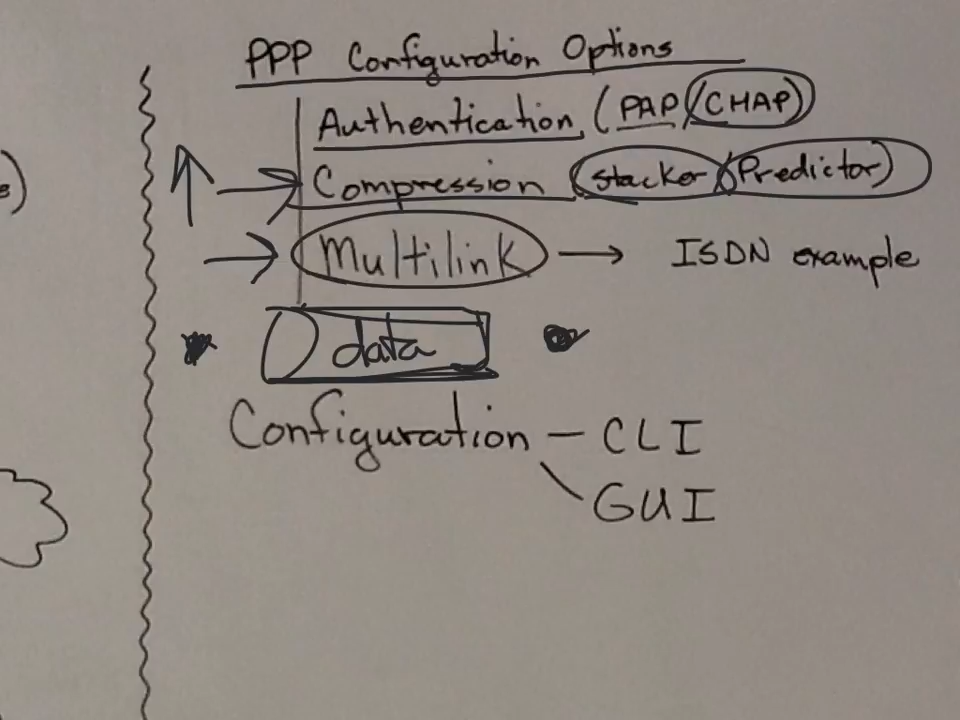 PPP Configuration Options
Authentication (PAP/CHAP)
Compression (stacker/Predictor)
Multilink → ISDN example
data
Configuration - CLI
GUI